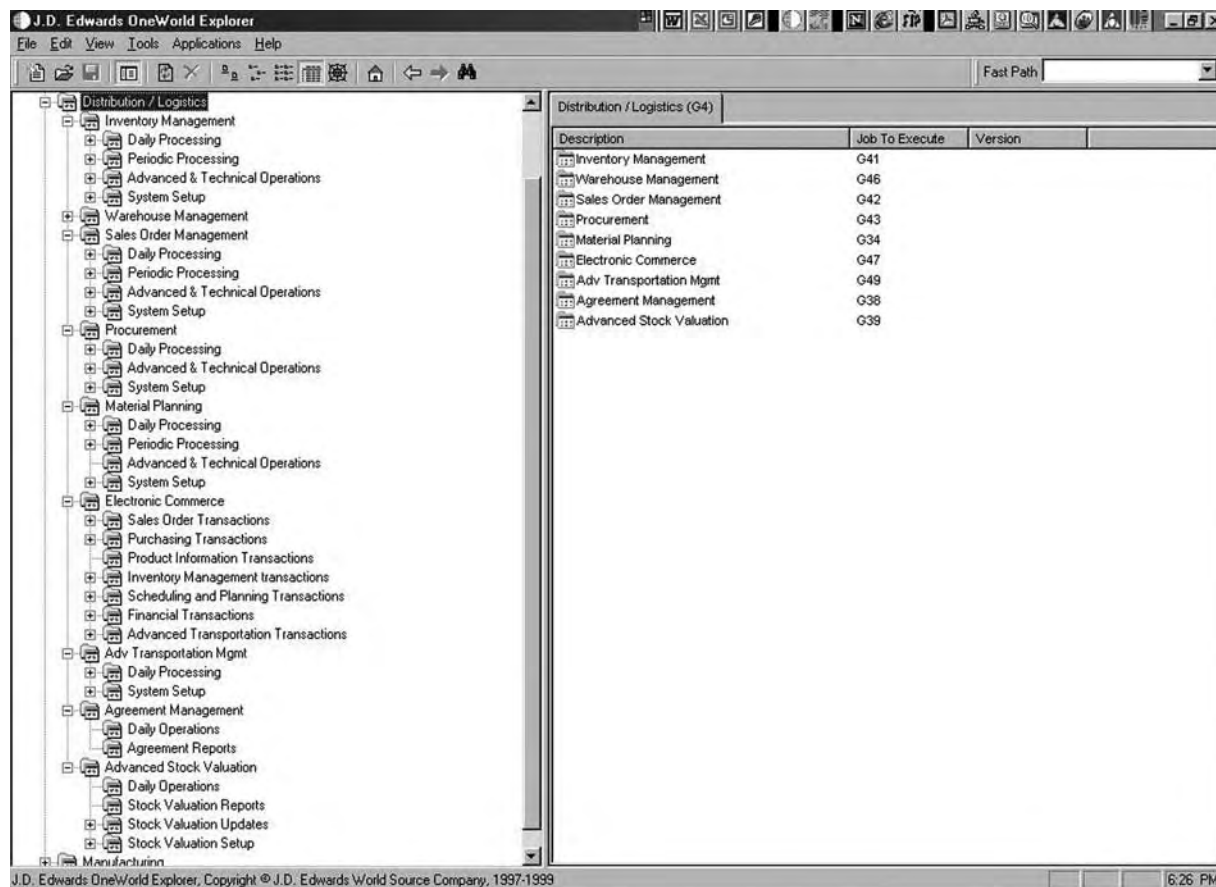 J.D. Edwards OneWorld Explorer
File Edit View Tools Applications Help
Fast Path
Distribution / Logistics
Inventory Management
Daily Processing
Periodic Processing
Advanced & Technical Operations
System Setup
Warehouse Management
Sales Order Management
Daily Processing
Periodic Processing
Advanced & Technical Operations
System Setup
Procurement
Daily Processing
Advanced & Technical Operations
System Setup
Material Planning
Daily Processing
Periodic Processing
Advanced & Technical Operations
System Setup
Electronic Commerce
Sales Order Transactions
Purchasing Transactions
Product Information Transactions
Inventory Management transactions
Scheduling and Planning Transactions
Financial Transactions
Advanced Transportation Transactions
Adv Transportation Mgmt
Daily Processing
System Setup
Agreement Management
Daily Operations
Agreement Reports
Advanced Stock Valuation
Daily Operations
Stock Valuation Reports
Stock Valuation Updates
Stock Valuation Setup
Manufacturing
Distribution / Logistics (G4)
Description Job To Execute Version
Inventory Management G41
Warehouse Management G46
Sales Order Management G42
Procurement G43
Material Planning G34
Electronic Commerce G47
Adv Transportation Mgmt G49
Agreement Management G38
Advanced Stock Valuation G39
J.D. Edwards OneWorld Explorer, Copyright © J.D. Edwards World Source Company, 1997-1999
6:26 PM